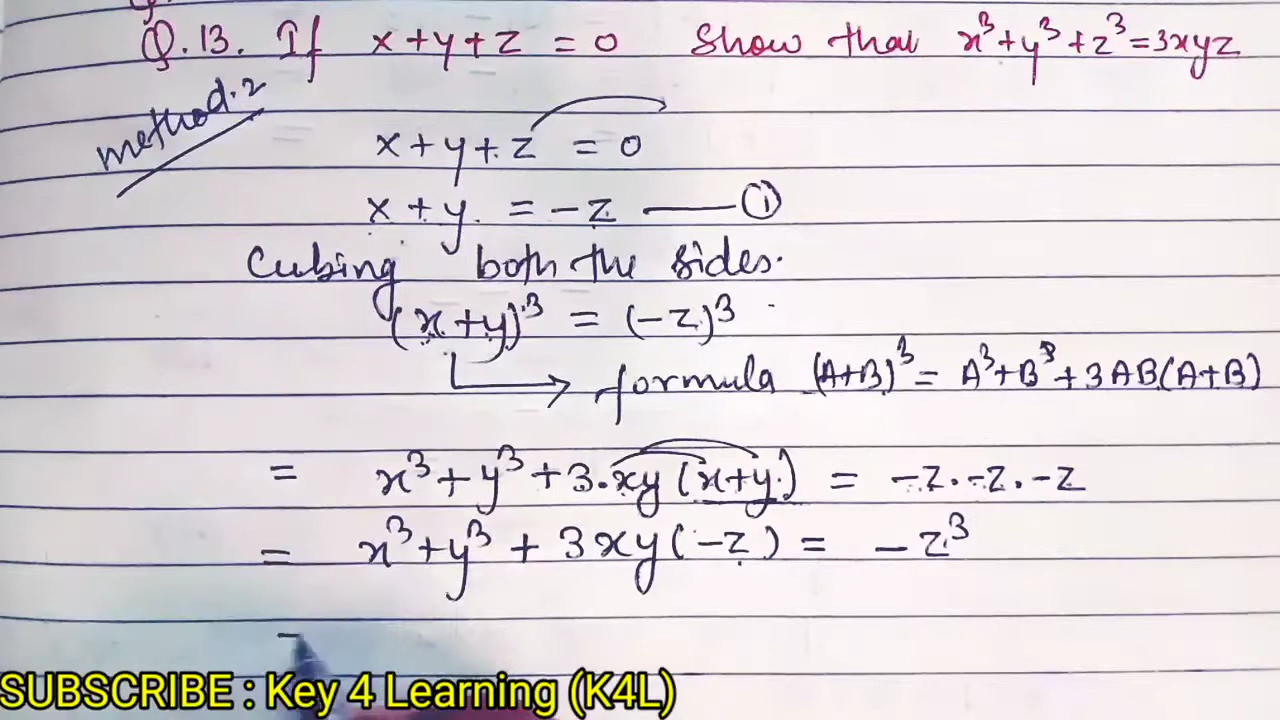 Q.13. If x+y+z = 0 Show that x³+y³+z³=3xyz
method.2
x+y+z = 0
x+y = -z ——— ①
Cubing both the sides.
(x+y)³ = (-z)³
formula (A+B)³ = A³+B³+3AB(A+B)
= x³+y³+3.xy(x+y) = -z.-z.-z
= x³+y³+3xy(-z) = -z³
SUBSCRIBE : Key 4 Learning (K4L)